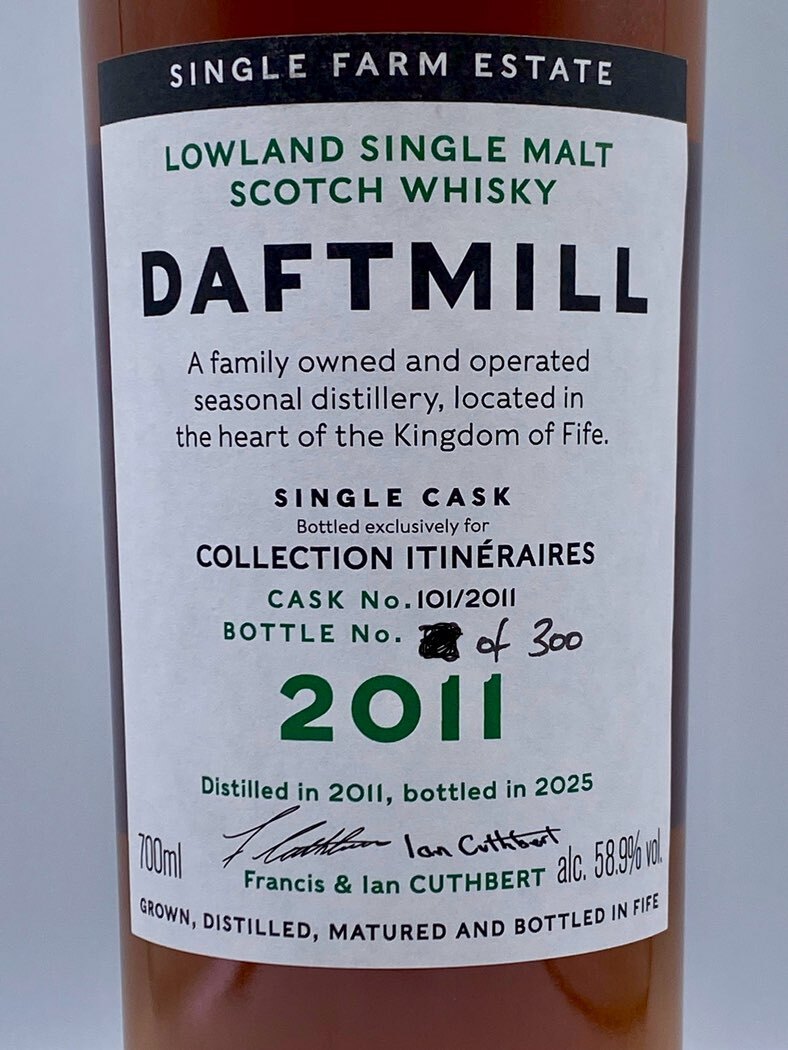 SINGLE FARM ESTATE
LOWLAND SINGLE MALT
SCOTCH WHISKY
DAFTMILL
A family owned and operated
seasonal distillery, located in
the heart of the Kingdom of Fife.
SINGLE CASK
Bottled exclusively for
COLLECTION ITINÉRAIRES
CASK No. 101/2011
BOTTLE No. of 300
2011
Distilled in 2011, bottled in 2025
700ml
F Cuthbert Ian Cuthbert
alc. 58.9% vol.
Francis & Ian CUTHBERT
GROWN, DISTILLED, MATURED AND BOTTLED IN FIFE